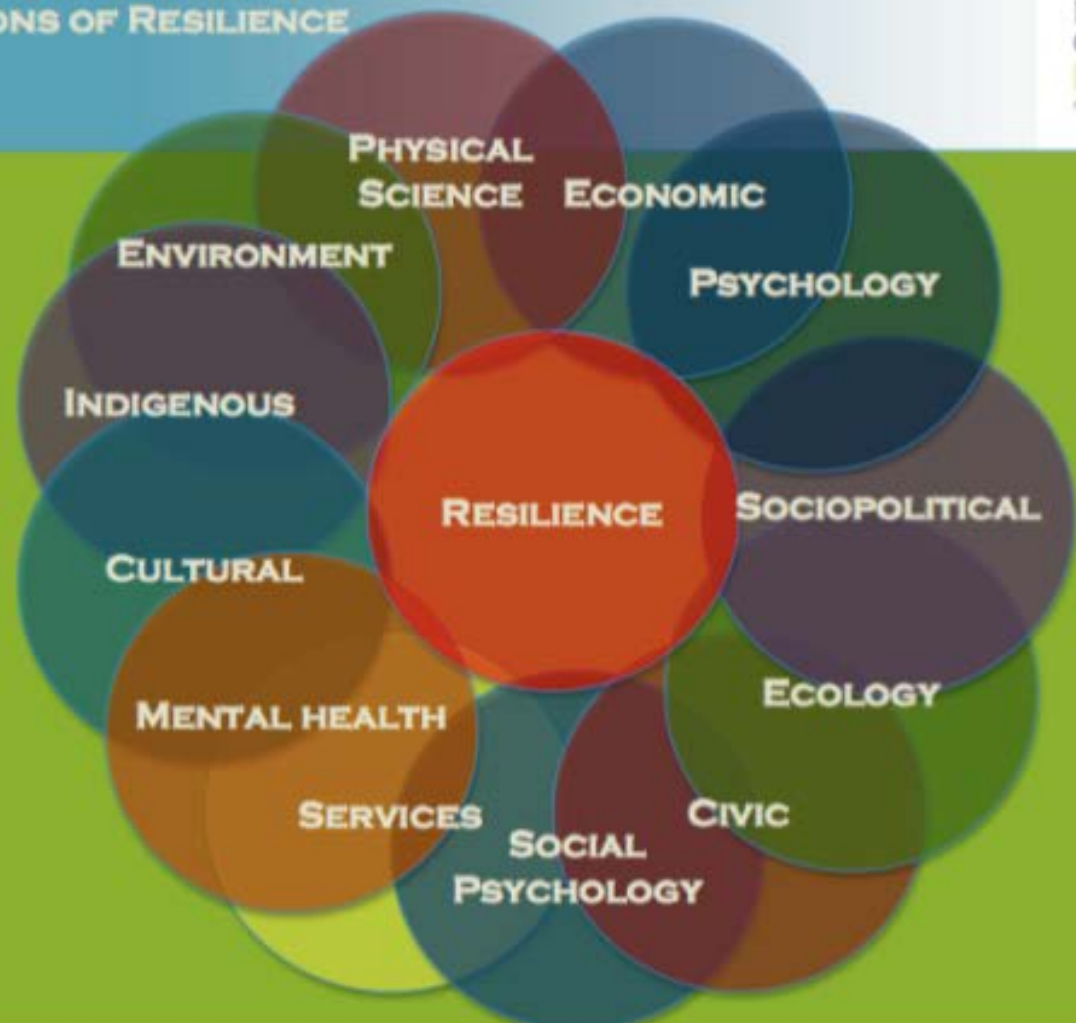 ONS OF RESILIENCE
PHYSICAL
SCIENCE
ECONOMIC
ENVIRONMENT
PSYCHOLOGY
INDIGENOUS
RESILIENCE
SOCIOPOLITICAL
CULTURAL
ECOLOGY
MENTAL HEALTH
SERVICES
CIVIC
SOCIAL
PSYCHOLOGY